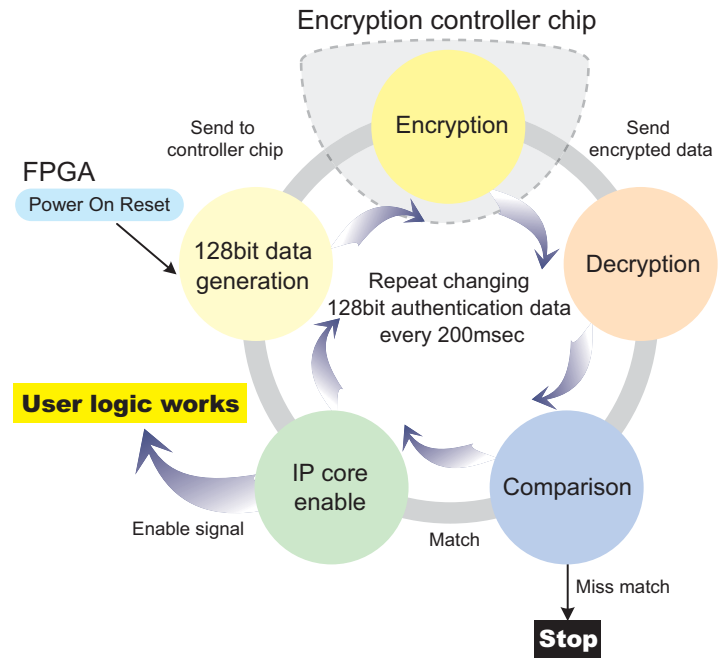 Encryption controller chip
Encryption
Send to
controller chip
Send
encrypted data
FPGA
Power On Reset
128bit data
generation
Decryption
Repeat changing
128bit authentication data
every 200msec
User logic works
IP core
enable
Comparison
Enable signal
Match
Miss match
Stop